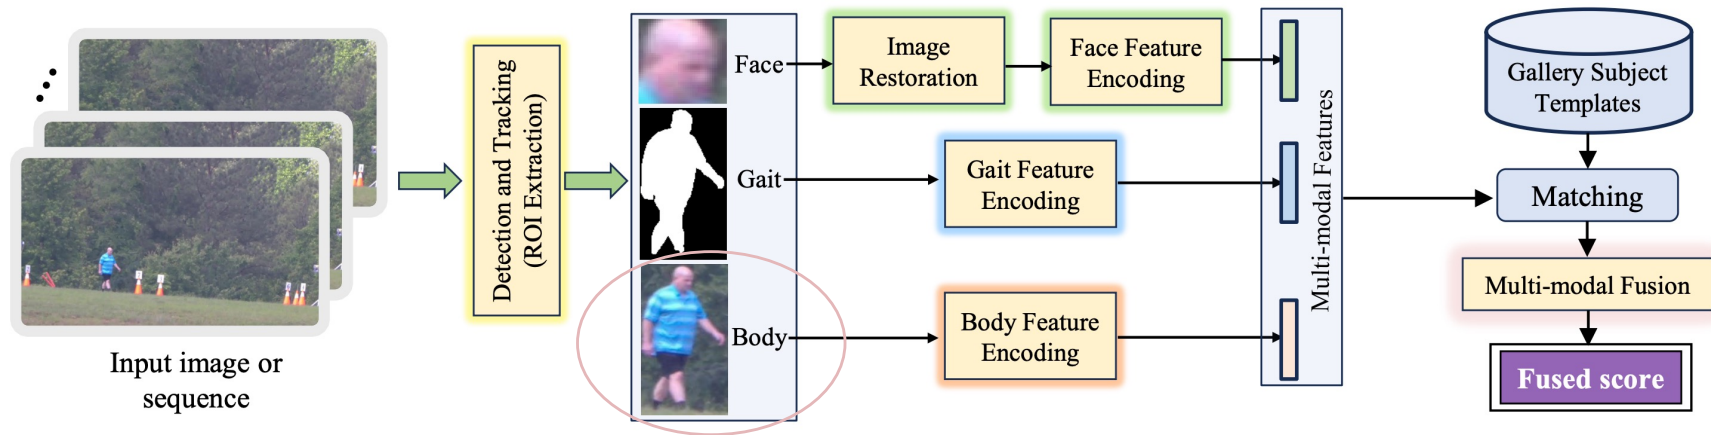 Input image or
sequence
Detection and Tracking
(ROI Extraction)
Face
Gait
Body
Image
Restoration
Face Feature
Encoding
Gait Feature
Encoding
Body Feature
Encoding
Multi-modal Features
Gallery Subject
Templates
Matching
Multi-modal Fusion
Fused score